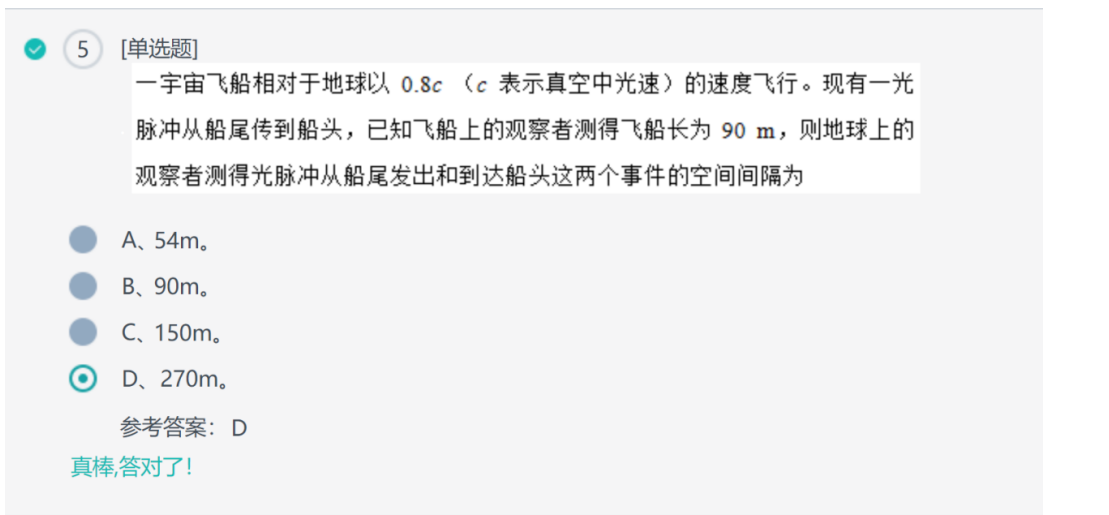 5 [单选题]
一宇宙飞船相对于地球以 0.8c （c 表示真空中光速）的速度飞行。现有一光
脉冲从船尾传到船头，已知飞船上的观察者测得飞船长为 90 m，则地球上的
观察者测得光脉冲从船尾发出和到达船头这两个事件的空间间隔为
A、54m。
B、90m。
C、150m。
D、270m。
参考答案：D
真棒,答对了!